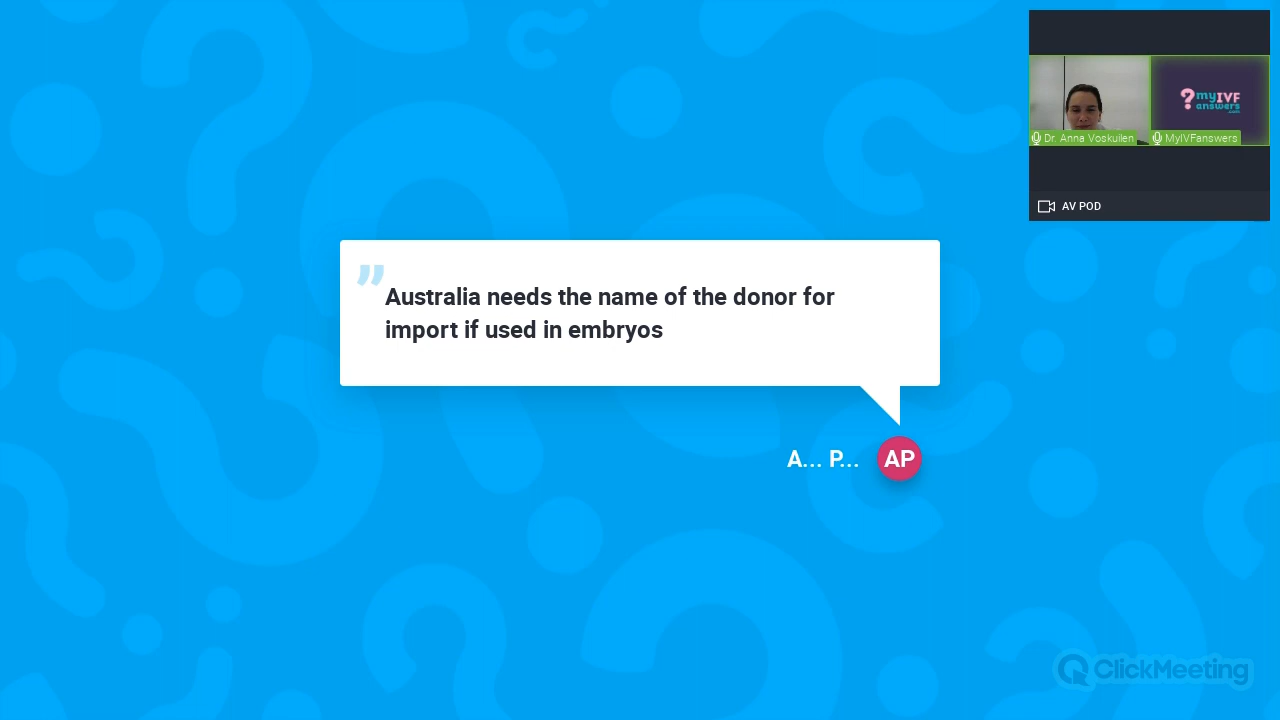 ?myIVF
answers
Dr. Anna Voskuilen
MyIVFanswers
AV POD
”
Australia needs the name of the donor for
import if used in embryos
A... P...
AP
ClickMeeting